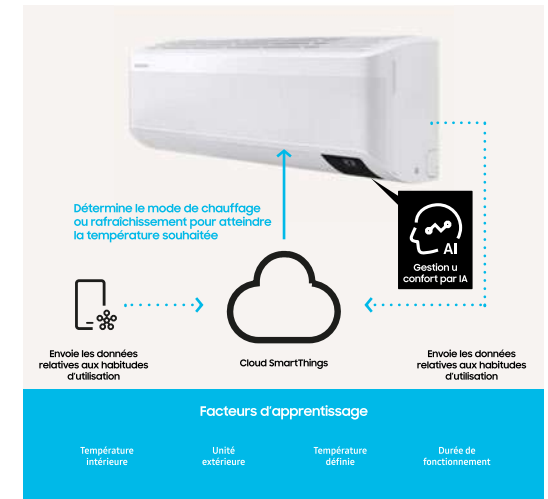 Détermine le mode de chauffage
ou rafraîchissement pour atteindre
la température souhaitée
AI
Gestion u
confort par IA
Envoie les données
relatives aux habitudes
d'utilisation
Cloud SmartThings
Envoie les données
relatives aux habitudes
d'utilisation
Facteurs d'apprentissage
Température
intérieure
Unité
extérieure
Température
définie
Durée de
fonctionnement